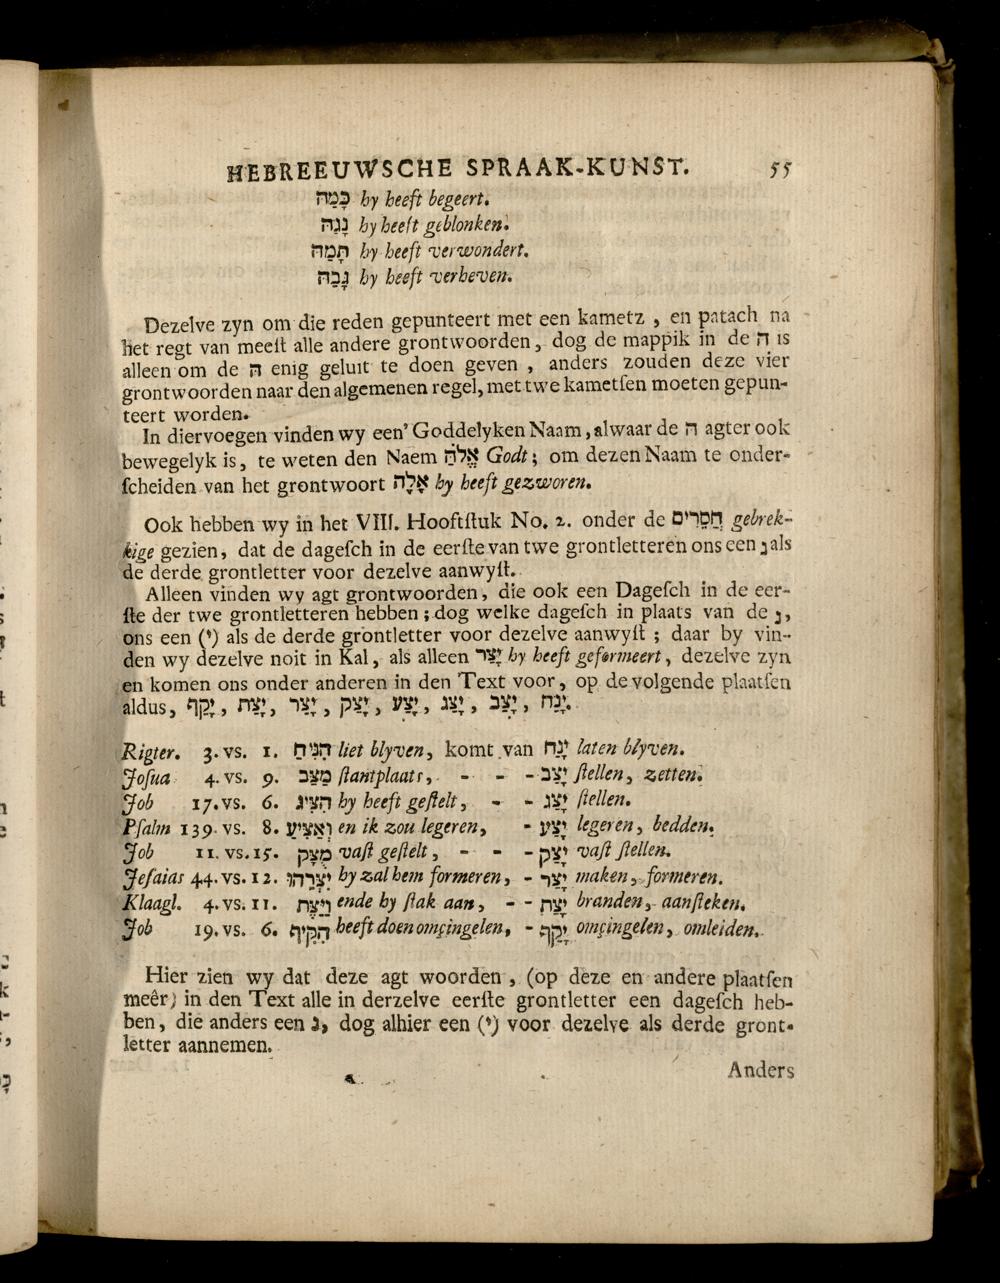 HEBREEUWSCHE SPRAAK-KUNST. 55
כָּמַהּ hy heeft begeert.
נָגַהּ hy heeft geblonken.
תָּמַהּ hy heeft verwondert.
גָּבַהּ hy heeft verheven.
Dezelve zyn om die reden gepunteert met een kametz, en patach na
het regt van meeſt alle andere grontwoorden, dog de mappik in de ה is
alleen om de ה enig geluit te doen geven, anders zouden deze vier
grontwoorden naar den algemenen regel, met twe kametſen moeten gepun-
teert worden.
In diervoegen vinden wy een' Goddelyken Naam, alwaar de ה agter ook
bewegelyk is, te weten den Naem אֱלֹהַּ Godt; om dezen Naam te onder-
ſcheiden van het grontwoort אָלָה hy heeft gezworen.
Ook hebben wy in het VIII. Hooftſtuk No. 2. onder de חֲסֵרִים gebrek-
kige gezien, dat de dageſch in de eerſte van twe grontletteren ons een נ als
de derde grontletter voor dezelve aanwyſt.
Alleen vinden wy agt grontwoorden, die ook een Dageſch in de eer-
ſte der twe grontletteren hebben; dog welke dageſch in plaats van de נ,
ons een (י) als de derde grontletter voor dezelve aanwyſt; daar by vin-
den wy dezelve noit in Kal, als alleen יָצַר hy heeft geformeert, dezelve zyn
en komen ons onder anderen in den Text voor, op de volgende plaatſen
aldus, יָנַח, יָצַב, יָצַג, יָצַע, יָצַק, יָצַר, יָצַת, יָקַף.
Rigter. 3. vs. 1. הִנִּיחַ liet blyven, komt van יָנַח laten blyven.
Joſua 4. vs. 9. מַצַּב ſtantplaats, - - - יָצַב ſtellen, zetten.
Job 17. vs. 6. הִצִּיג hy heeft geſtelt, - - יָצַג ſtellen.
Pſalm 139. vs. 8. וְאַצִּיעָ en ik zou legeren, - יָצַע legeren, bedden.
Job 11. vs. 15. מֻצָּק vaſt geſtelt, - - - יָצַק vaſt ſtellen.
Jeſaias 44. vs. 12. יִצְּרֵהוּ hy zal hem formeren, - יָצַר maken, formeren.
Klaagl. 4. vs. 11. וַיַּצֶּת ende hy ſtak aan, - - יָצַת branden, aanſteken.
Job 19. vs. 6. הִקִּיף heeft doen omçingelen, - יָקַף omçingelen, omleiden.
Hier zien wy dat deze agt woorden, (op deze en andere plaatſen
meêr) in den Text alle in derzelve eerſte grontletter een dageſch heb-
ben, die anders een נ, dog alhier een (י) voor dezelve als derde gront-
letter aannemen.
Anders